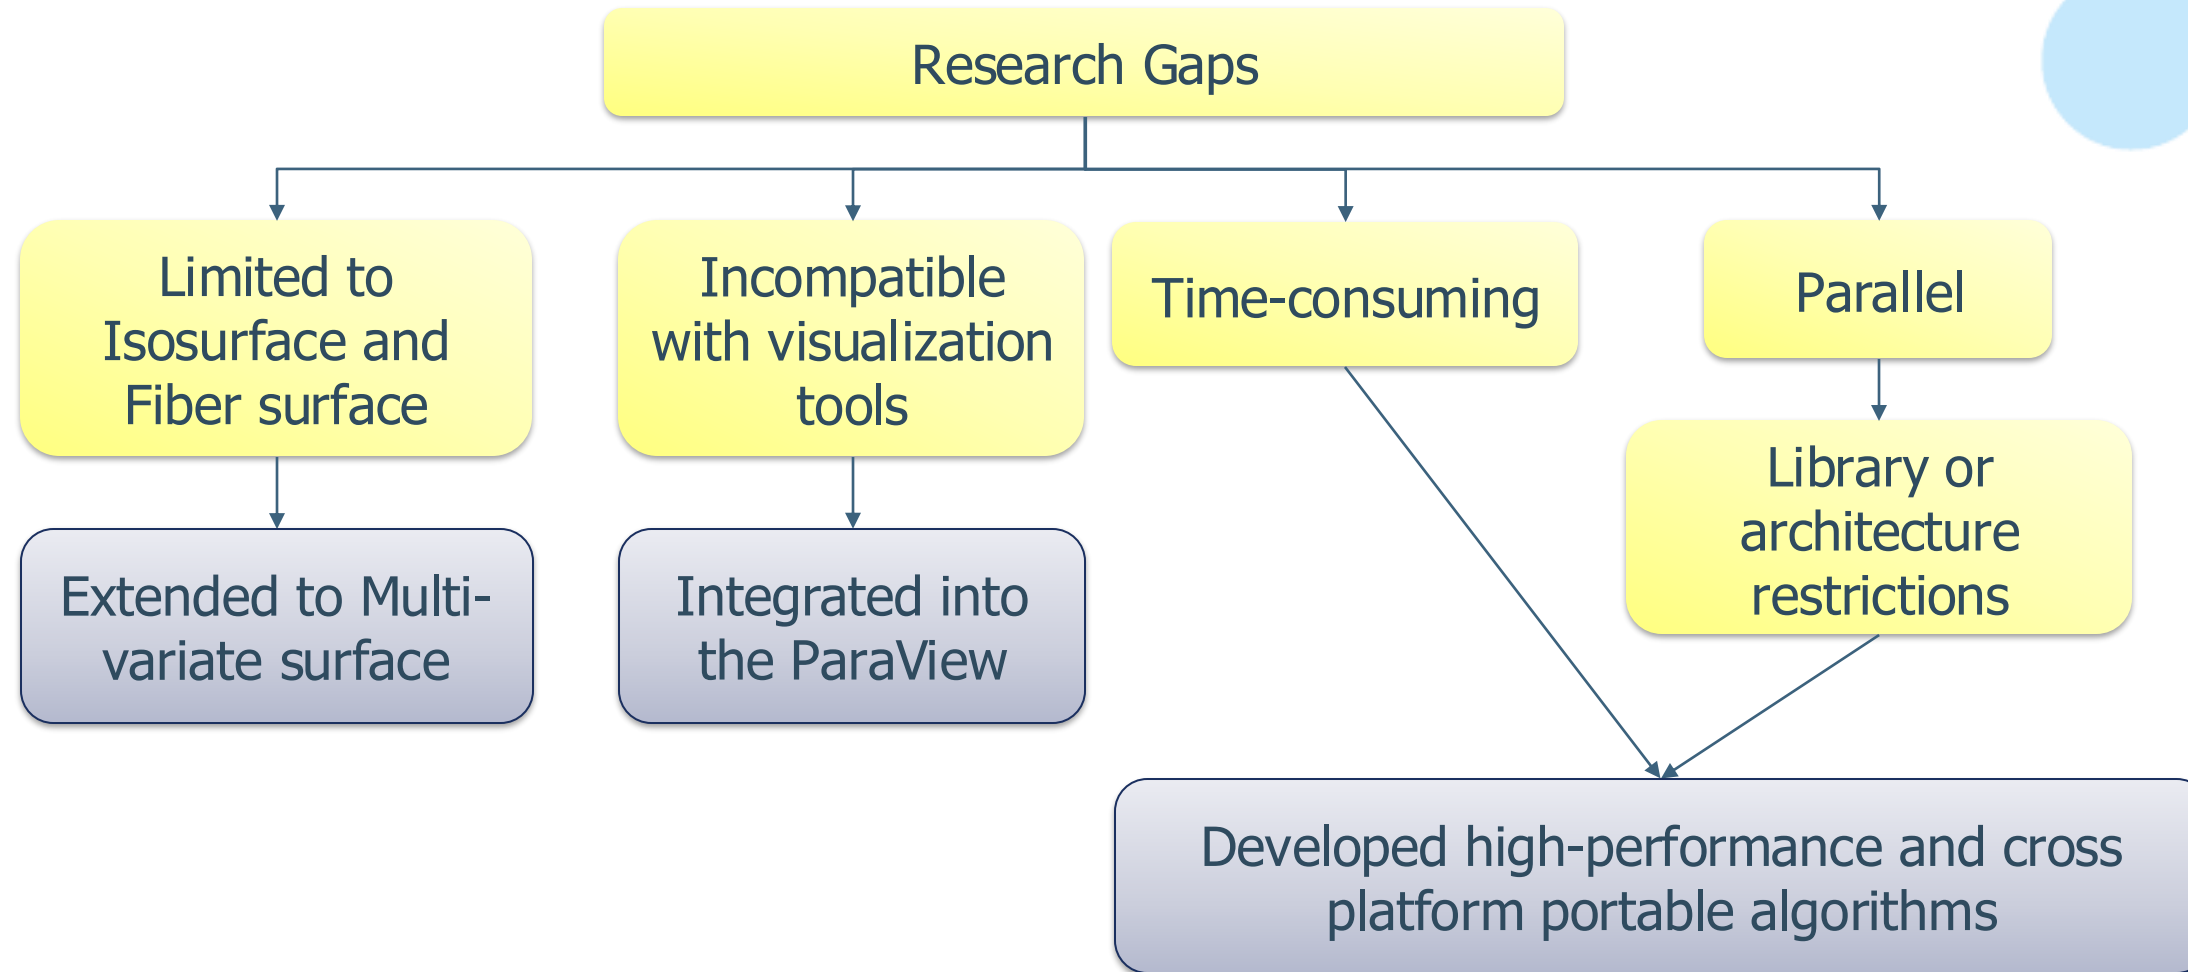 Research Gaps
Limited to
Isosurface and
Fiber surface
Incompatible
with visualization
tools
Time-consuming
Parallel
Library or
architecture
restrictions
Extended to Multi-
variate surface
Integrated into
the ParaView
Developed high-performance and cross
platform portable algorithms